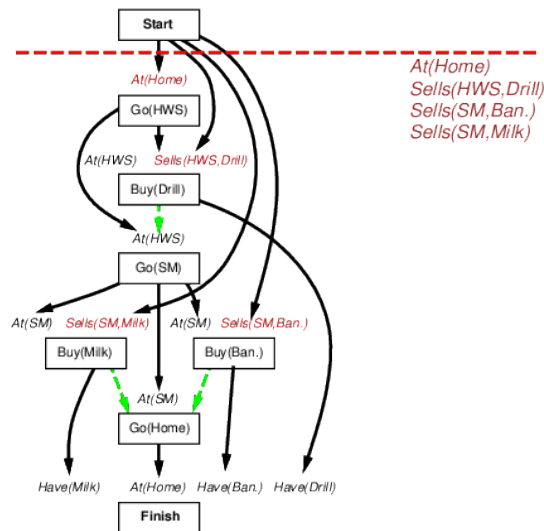 Start
At(Home)
Sells(HWS,Drill)
Sells(SM,Ban.)
Sells(SM,Milk)
At(Home)
Go(HWS)
At(HWS) Sells(HWS,Drill)
Buy(Drill)
At(HWS)
Go(SM)
At(SM) Sells(SM,Milk) At(SM) Sells(SM,Ban.)
Buy(Milk) Buy(Ban.)
At(SM)
Go(Home)
Have(Milk) At(Home) Have(Ban.) Have(Drill)
Finish